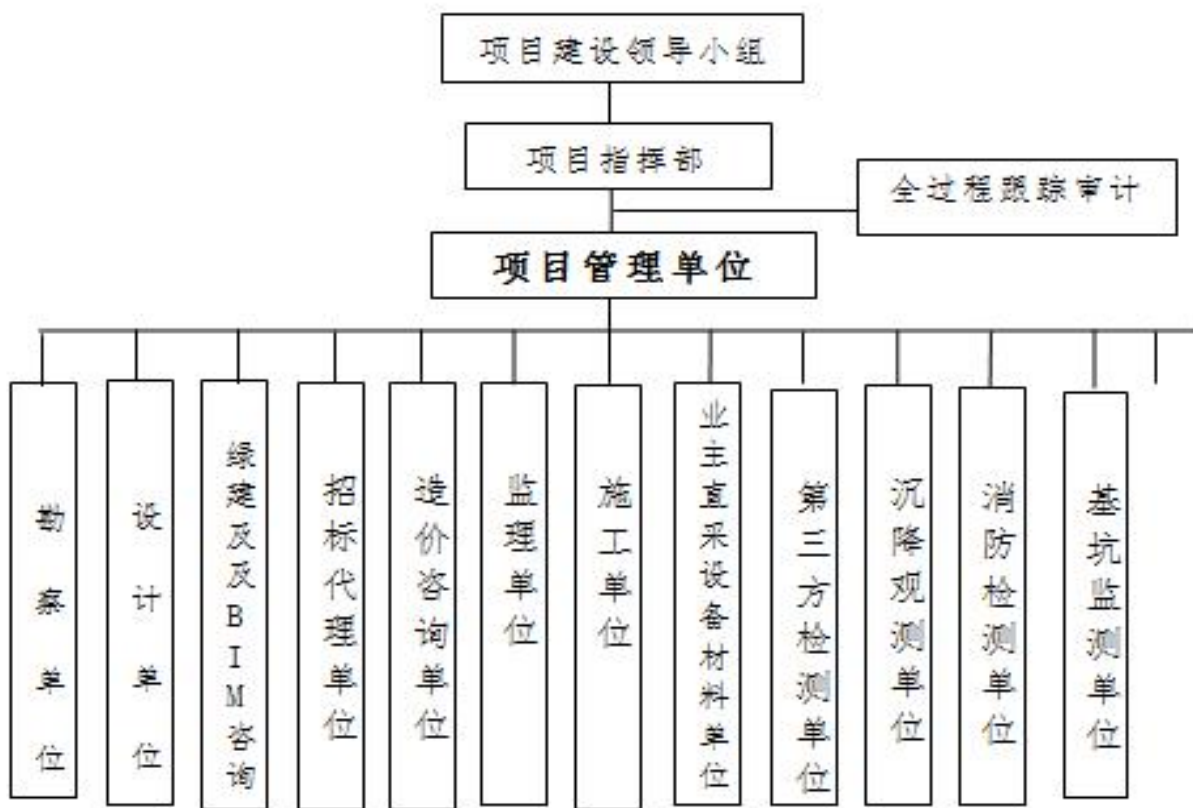 项目建设领导小组
项目指挥部
全过程跟踪审计
项目管理单位
勘察单位
设计单位
绿建及及BIM咨询
招标代理单位
造价咨询单位
监理单位
施工单位
业主直采设备材料单位
第三方检测单位
沉降观测单位
消防检测单位
基坑监测单位